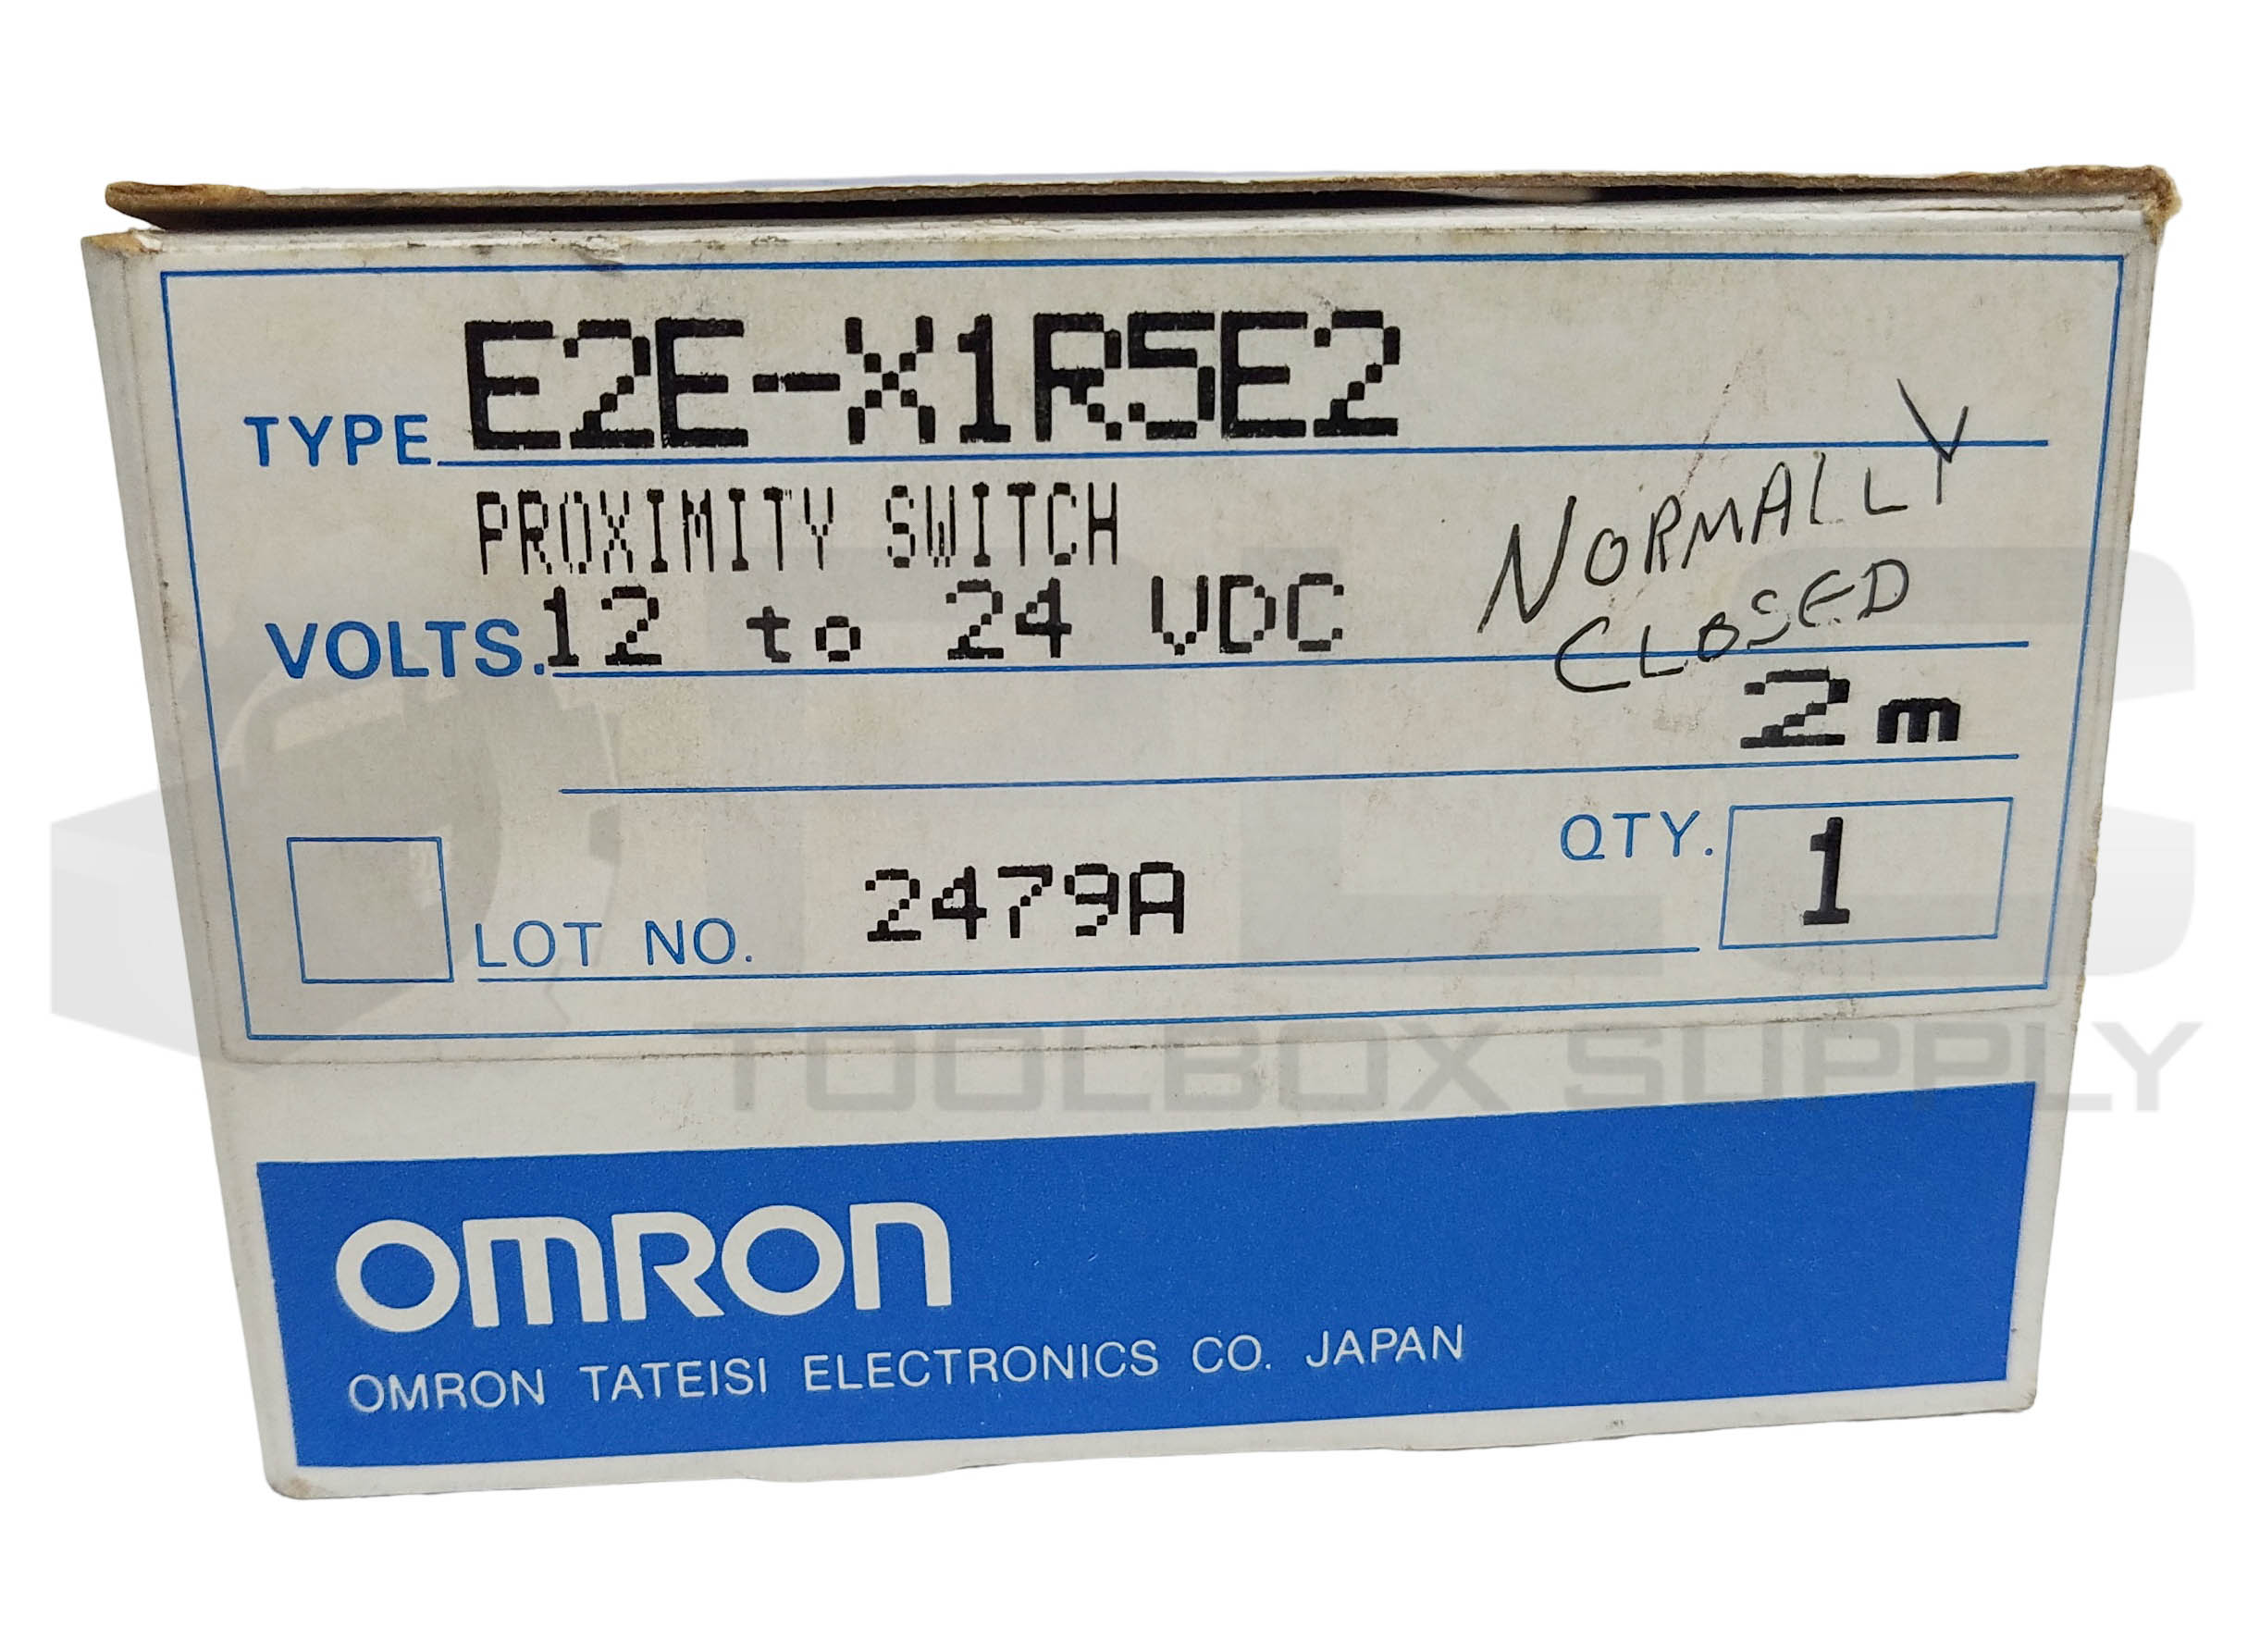 TYPE E2E-X1R5E2
PROXIMITY SWITCH
NORMALLY
CLOSED
VOLTS. 12 to 24 VDC
2m
QTY. 1
LOT NO. 2479A
TOOLBOX SUPPLY
OMRON
OMRON TATEISI ELECTRONICS CO. JAPAN